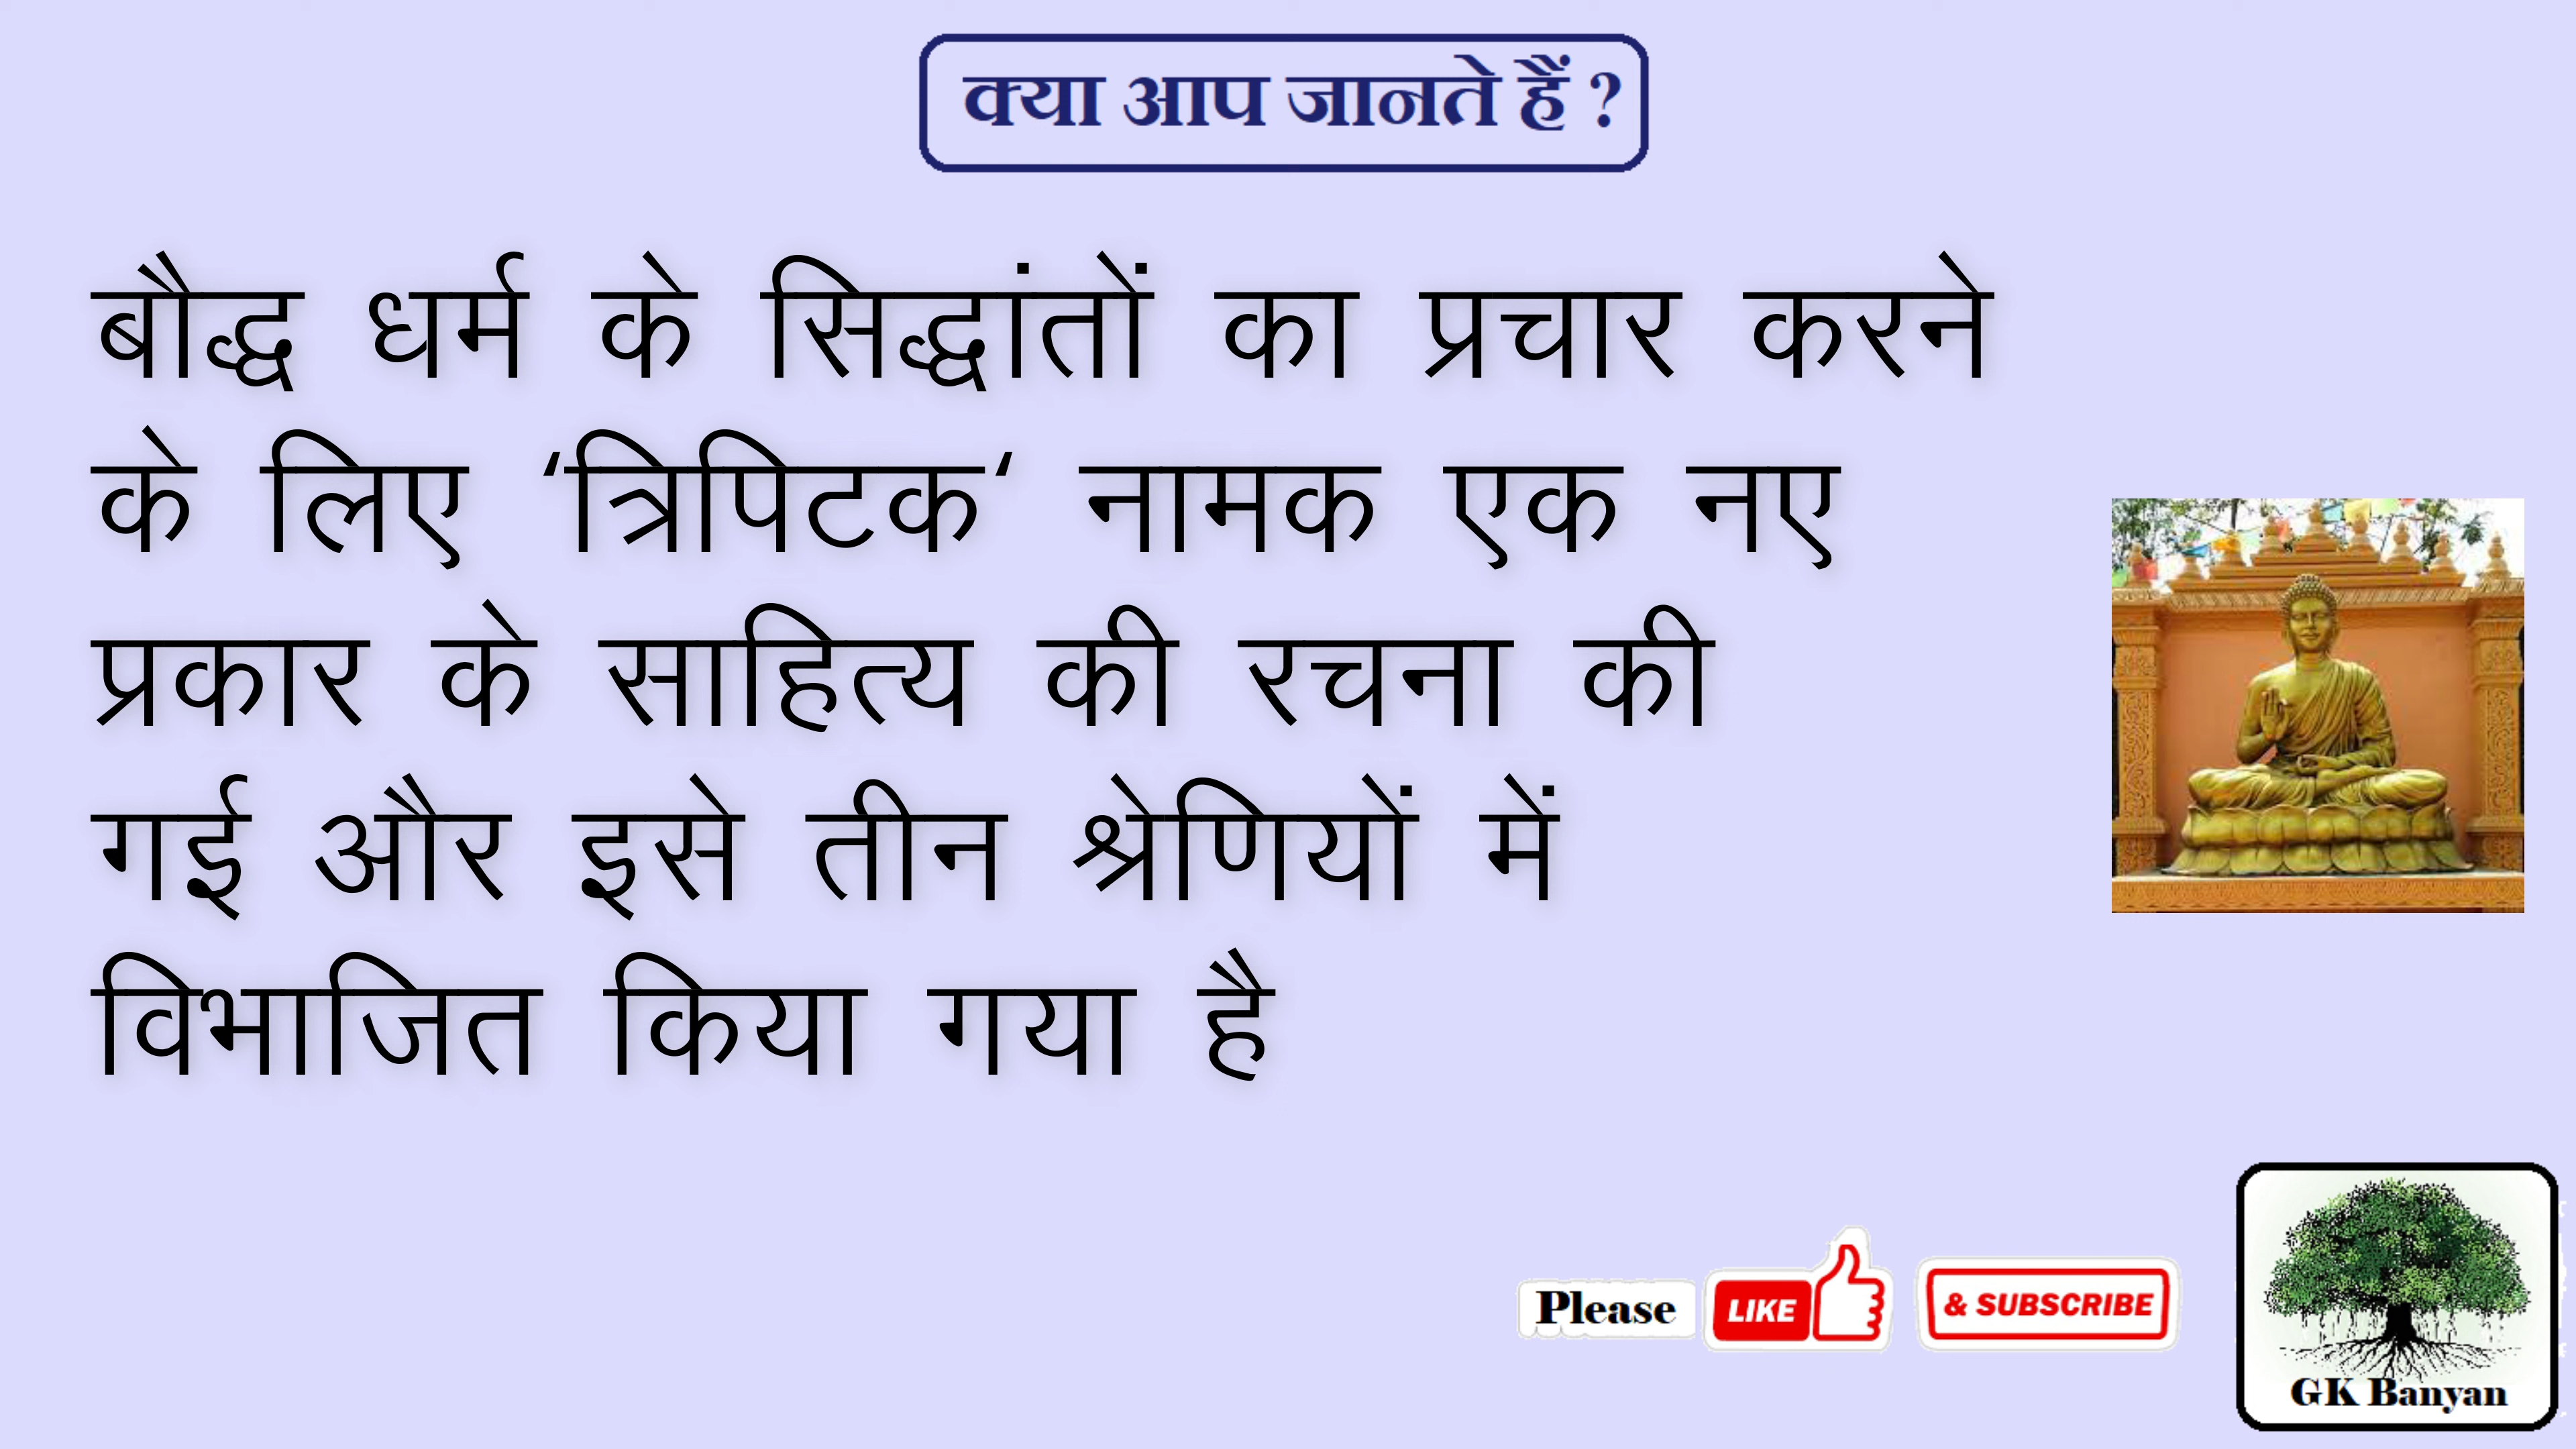 क्या आप जानते हैं ?
बौद्ध धर्म के सिद्धांतों का प्रचार करने
के लिए ‘त्रिपिटक‘ नामक एक नए
प्रकार के साहित्य की रचना की
गई और इसे तीन श्रेणियों में
विभाजित किया गया है
Please LIKE & SUBSCRIBE
GK Banyan